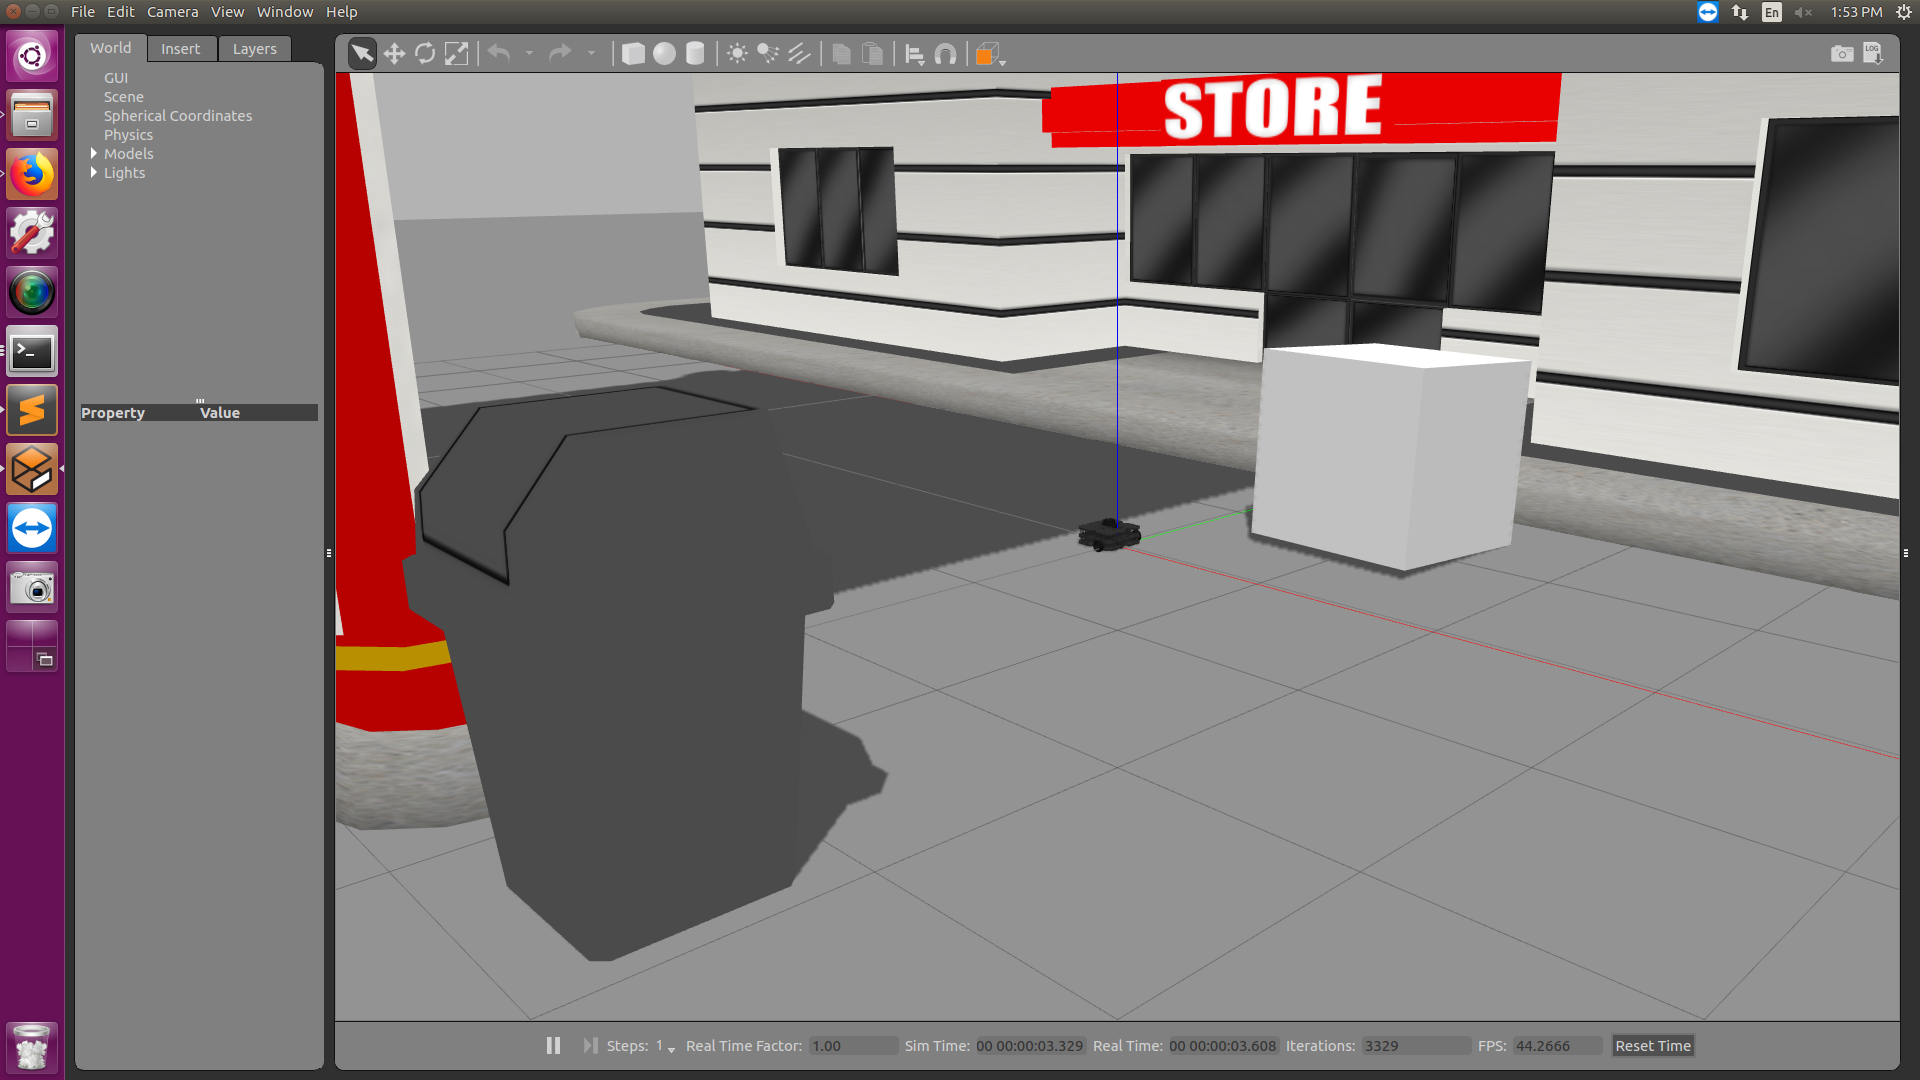 File Edit Camera View Window Help
En
1:53 PM
World Insert Layers
LOG
GUI
Scene
Spherical Coordinates
Physics
Models
Lights
Property Value
STORE
Steps: 1 Real Time Factor: 1.00 Sim Time: 00 00:00:03.329 Real Time: 00 00:00:03.608 Iterations: 3329 FPS: 44.2666 Reset Time